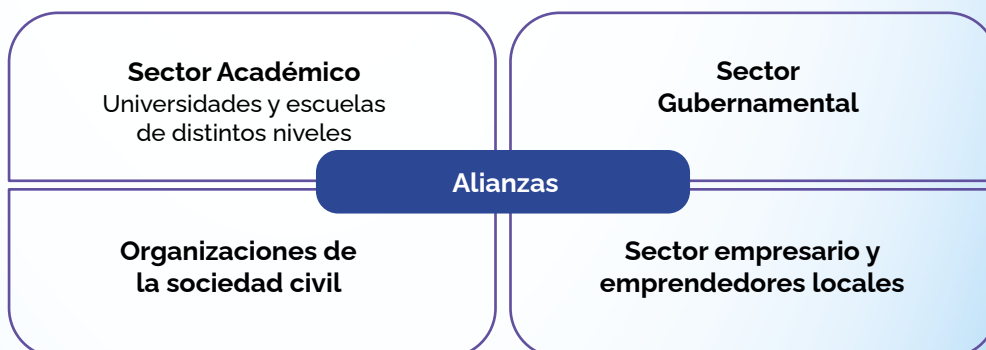 Sector Académico
Universidades y escuelas
de distintos niveles
Sector
Gubernamental
Alianzas
Organizaciones de
la sociedad civil
Sector empresario y
emprendedores locales